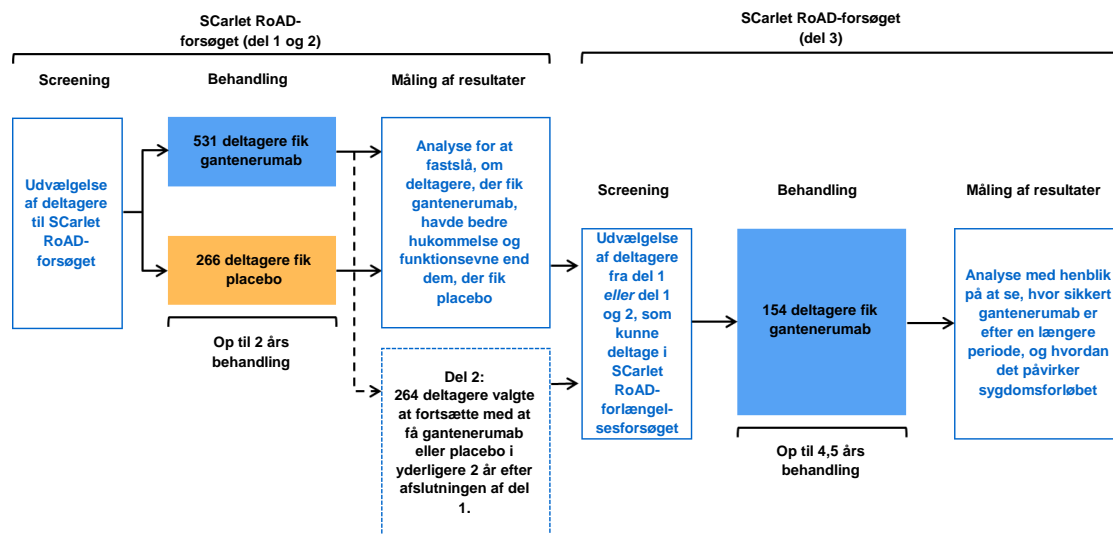 SCarlet RoAD-
forsøget (del 1 og 2)
Screening
Behandling
Måling af resultater
Udvælgelse
af deltagere
til SCarlet
RoAD-
forsøget
531 deltagere fik
gantenerumab
266 deltagere fik
placebo
Op til 2 års
behandling
Analyse for at
fastslå, om
deltagere, der fik
gantenerumab,
havde bedre
hukommelse og
funktionsevne end
dem, der fik
placebo
Del 2:
264 deltagere valgte
at fortsætte med at
få gantenerumab
eller placebo i
yderligere 2 år efter
afslutningen af del
1.
SCarlet RoAD-forsøget
(del 3)
Screening
Behandling
Måling af resultater
Udvælgelse
af deltagere
fra del 1
eller del 1
og 2, som
kunne
deltage i
SCarlet
RoAD-
forlængel-
sesforsøget
154 deltagere fik
gantenerumab
Op til 4,5 års
behandling
Analyse med henblik
på at se, hvor sikkert
gantenerumab er
efter en længere
periode, og hvordan
det påvirker
sygdomsforløbet